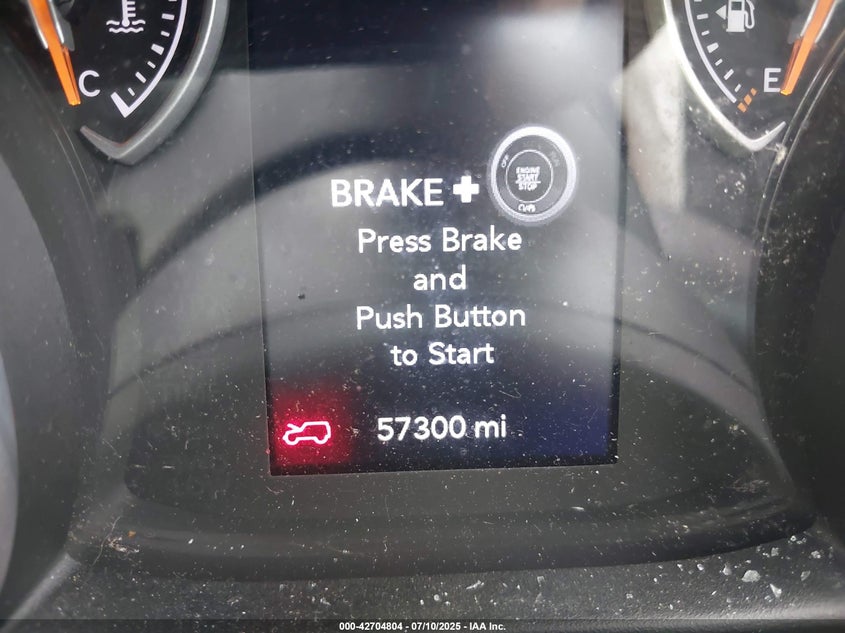 C
E
BRAKE +
ENGINE
START
STOP
Press Brake
and
Push Button
to Start
57300 mi
000-42704804 - 07/10/2025 - IAA Inc.